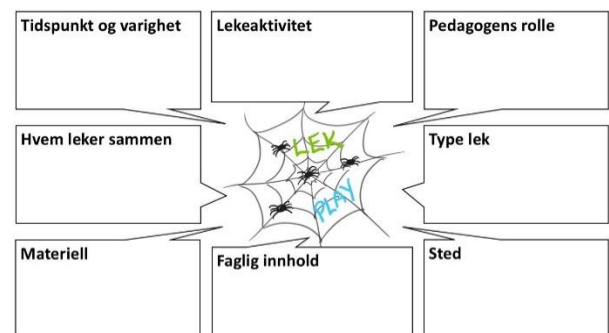 Tidspunkt og varighet
Lekeaktivitet
Pedagogens rolle
Hvem leker sammen
LEK
Type lek
PLAY
Materiell
Faglig innhold
Sted